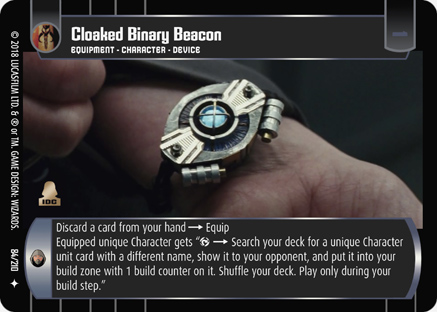 Cloaked Binary Beacon
EQUIPMENT - CHARACTER - DEVICE
© 2018 LUCASFILM LTD. & ® or TM. GAME DESIGN: WIZARDS.
84/210
IDC
Discard a card from your hand → Equip
Equipped unique Character gets "→ Search your deck for a unique Character
unit card with a different name, show it to your opponent, and put it into your
build zone with 1 build counter on it. Shuffle your deck. Play only during your
build step."